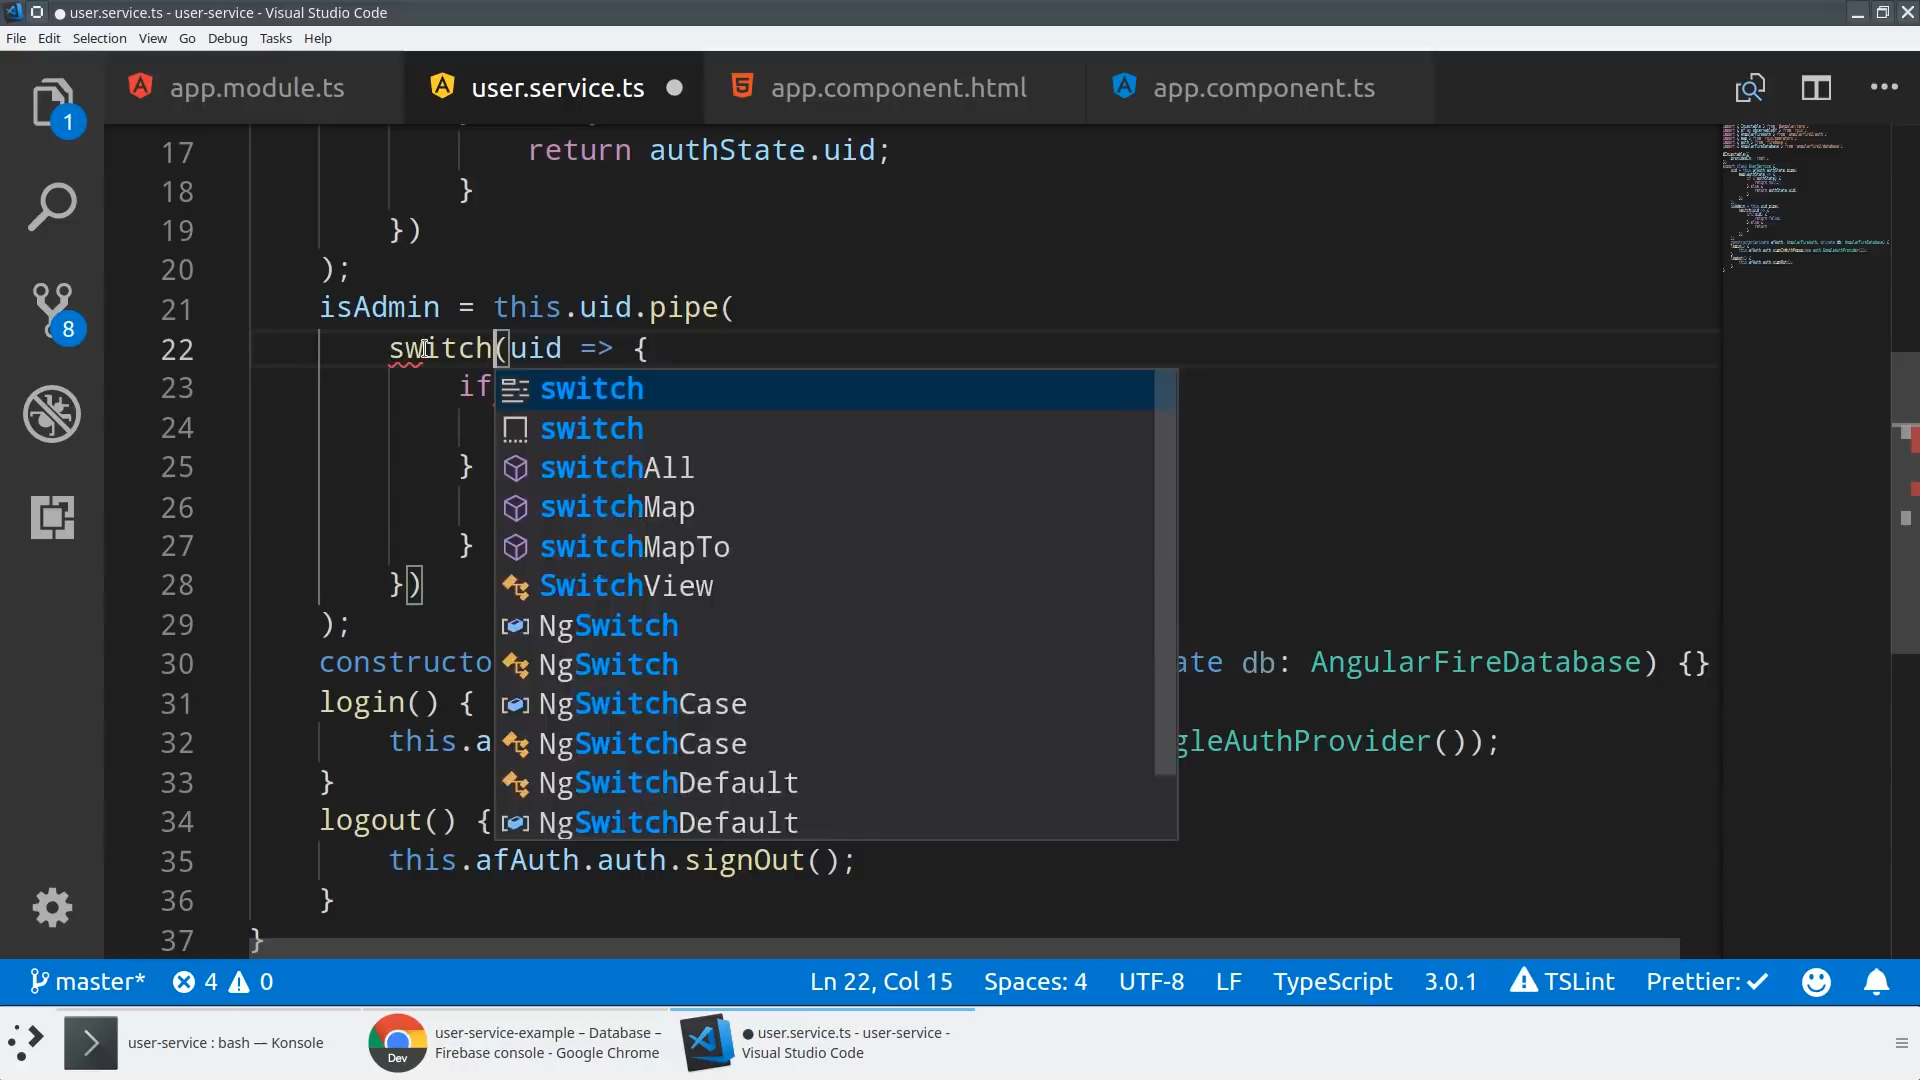 user.service.ts - user-service - Visual Studio Code
File Edit Selection View Go Debug Tasks Help
app.module.ts user.service.ts app.component.html app.component.ts
1
17 return authState.uid;
18 }
19 })
20 );
21 isAdmin = this.uid.pipe(
22 switch(uid => {
23 if
24
25 }
26
27 }
28 })
29 );
30 constructo ate db: AngularFireDatabase) {}
31 login() {
32 this.a gleAuthProvider());
33 }
34 logout() {
35 this.afAuth.auth.signOut();
36 }
37 }
8
switch
switch
switchAll
switchMap
switchMapTo
SwitchView
NgSwitch
NgSwitch
NgSwitchCase
NgSwitchCase
NgSwitchDefault
NgSwitchDefault
master* 4 0 Ln 22, Col 15 Spaces: 4 UTF-8 LF TypeScript 3.0.1 TSLint Prettier: ✓
user-service : bash — Konsole
Dev
user-service-example – Database –
Firebase console - Google Chrome
user.service.ts - user-service -
Visual Studio Code